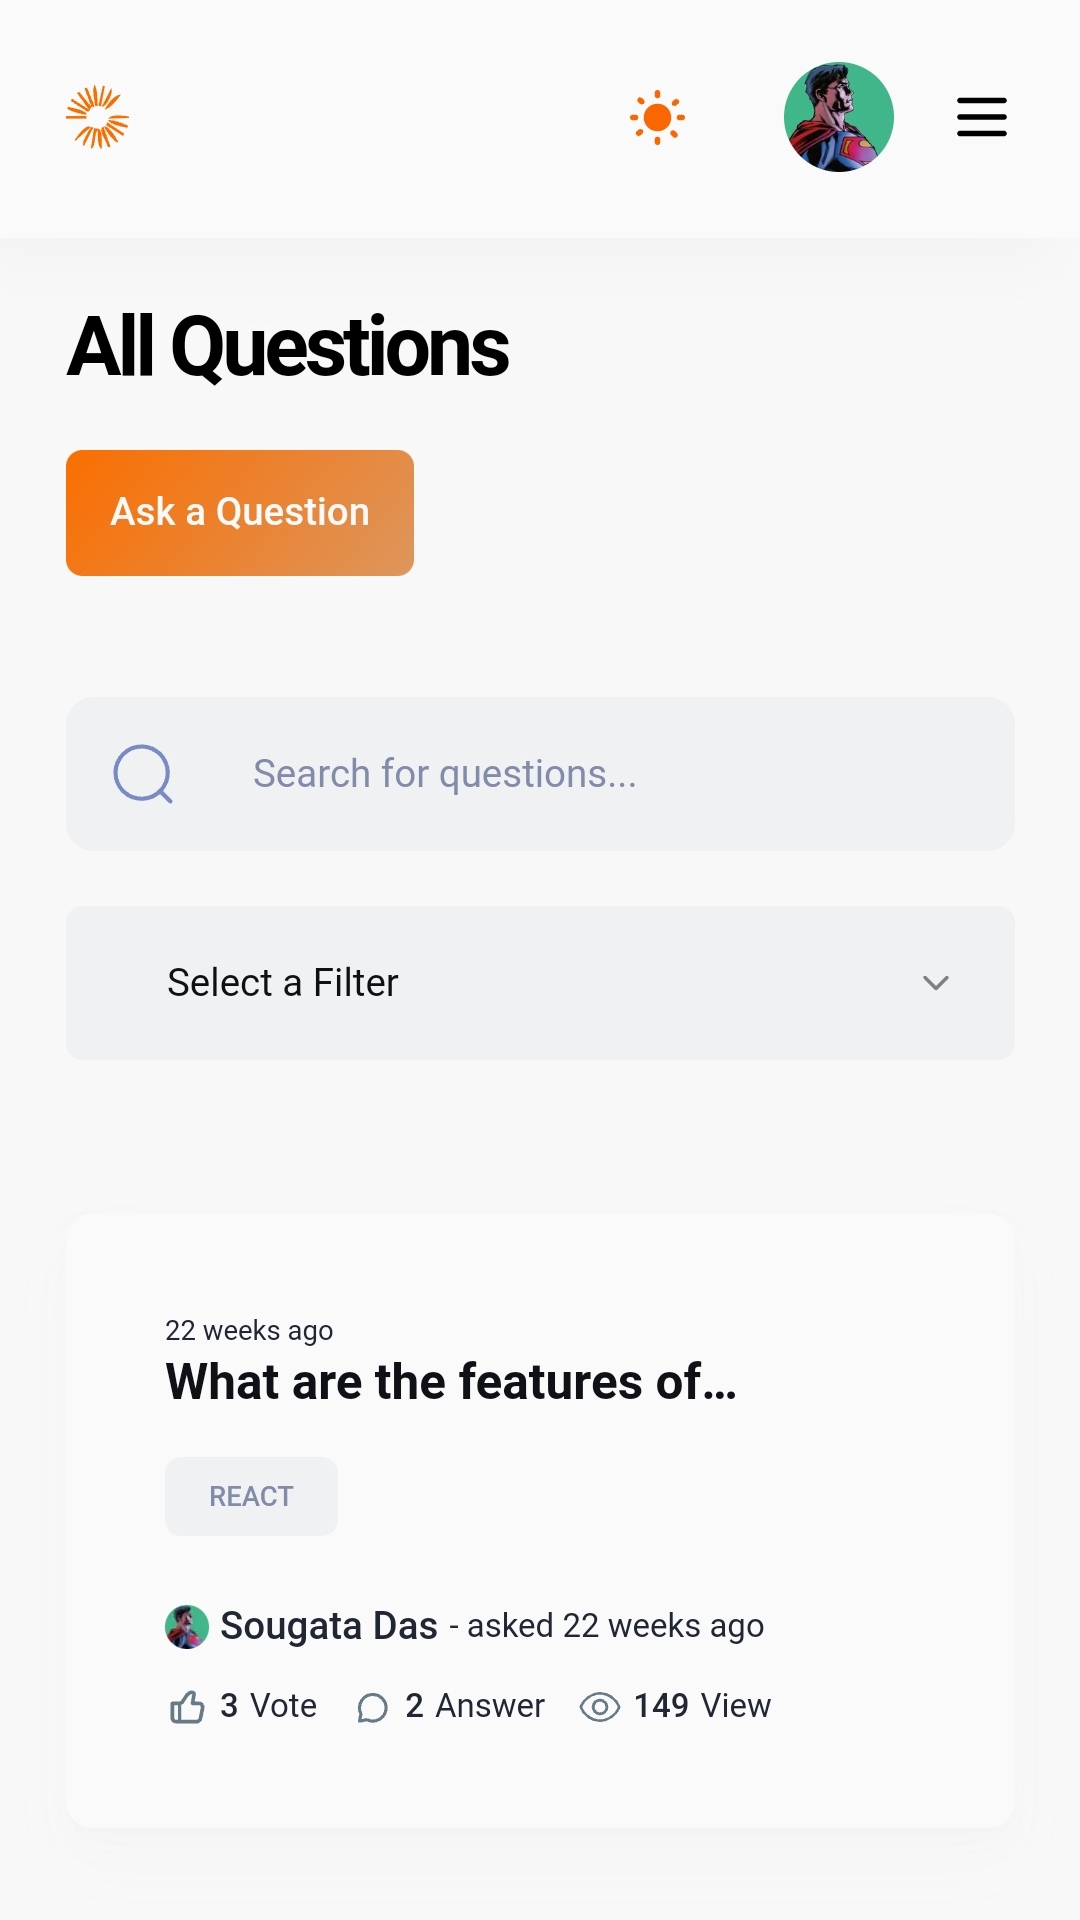 All Questions
Ask a Question
Search for questions...
Select a Filter
22 weeks ago
What are the features of…
REACT
Sougata Das - asked 22 weeks ago
3 Vote 2 Answer 149 View